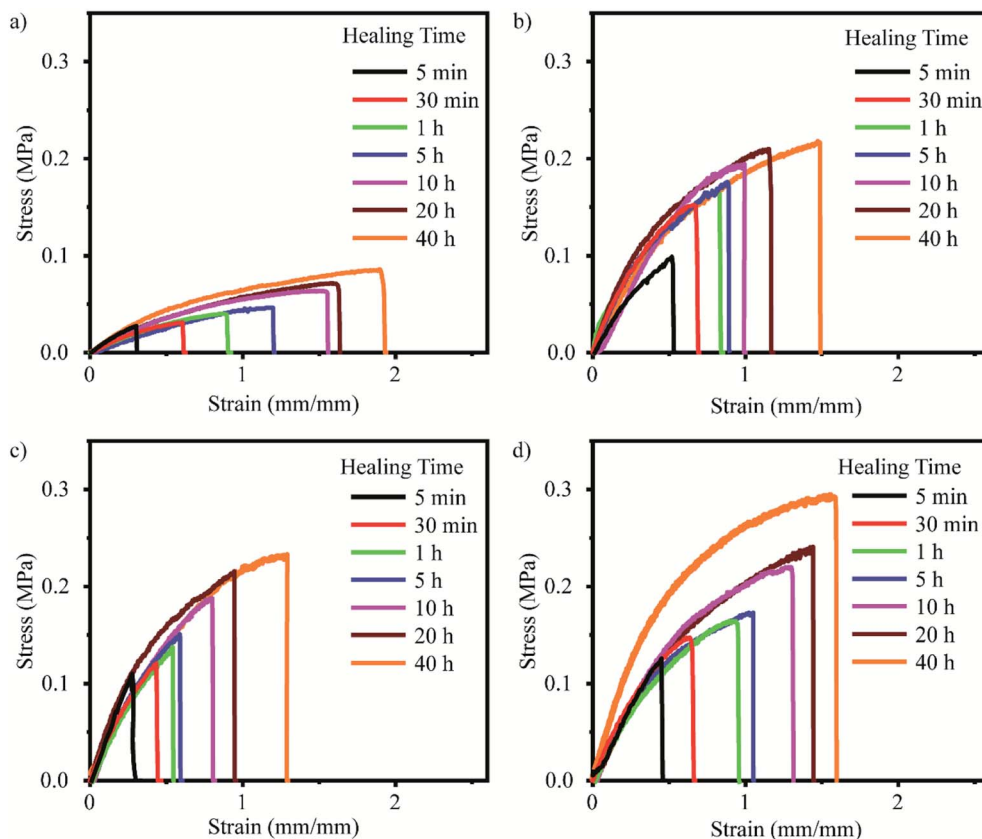 a)
Healing Time
5 min
30 min
1 h
5 h
10 h
20 h
40 h
Stress (MPa)
0.3
0.2
0.1
0.0
0
1
2
Strain (mm/mm)
b)
Healing Time
5 min
30 min
1 h
5 h
10 h
20 h
40 h
Stress (MPa)
0.3
0.2
0.1
0.0
0
1
2
Strain (mm/mm)
c)
Healing Time
5 min
30 min
1 h
5 h
10 h
20 h
40 h
Stress (MPa)
0.3
0.2
0.1
0.0
0
1
2
Strain (mm/mm)
d)
Healing Time
5 min
30 min
1 h
5 h
10 h
20 h
40 h
Stress (MPa)
0.3
0.2
0.1
0.0
0
1
2
Strain (mm/mm)